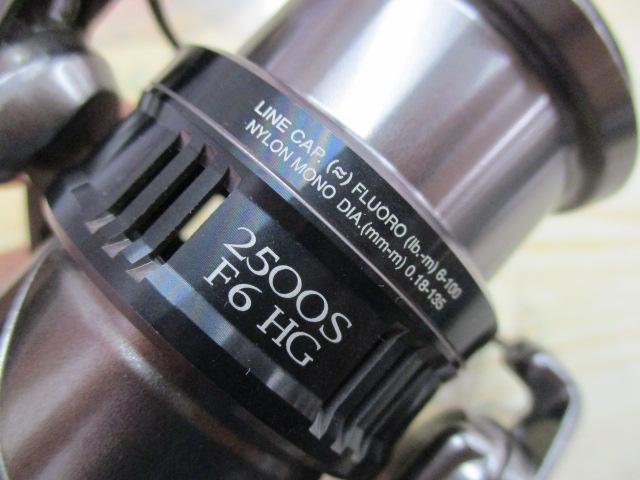 LINE CAP. (≈) FLUORO (lb.-m) 6-100
NYLON MONO DIA.(mm-m) 0.18-135
2500S
F6 HG